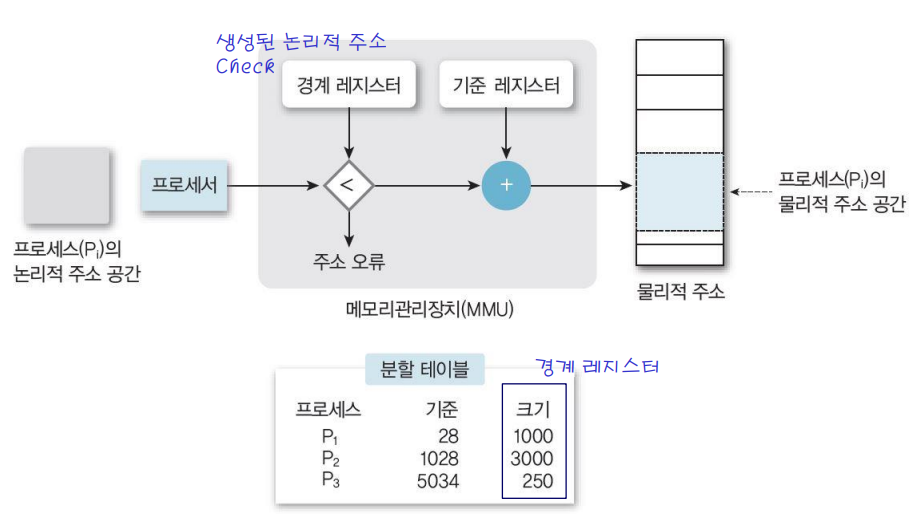 생성된 논리적 주소
Check
경계 레지스터
기준 레지스터
프로세서
<
+
주소 오류
프로세스(Pi)의
논리적 주소 공간
프로세스(Pi)의
물리적 주소 공간
물리적 주소
메모리관리장치(MMU)
분할 테이블
경계 레지스터
프로세스 기준 크기
P1 28 1000
P2 1028 3000
P3 5034 250